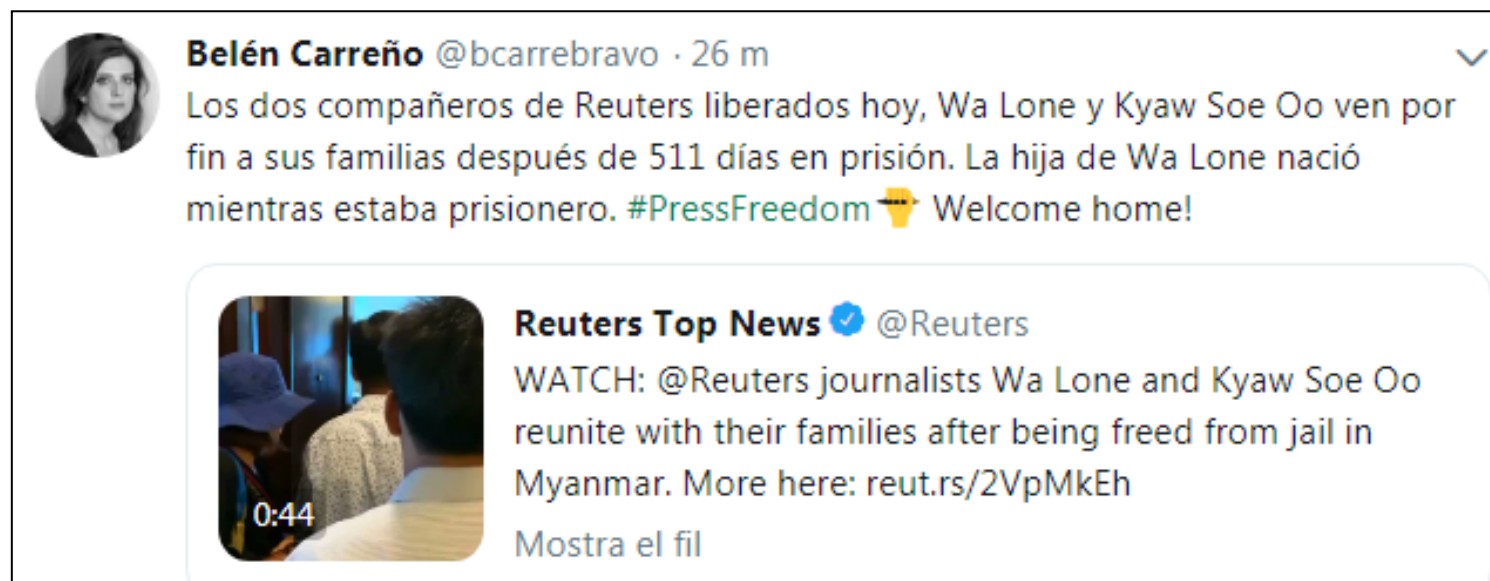 Belén Carreño @bcarrebravo · 26 m
Los dos compañeros de Reuters liberados hoy, Wa Lone y Kyaw Soe Oo ven por
fin a sus familias después de 511 días en prisión. La hija de Wa Lone nació
mientras estaba prisionero. #PressFreedom Welcome home!
Reuters Top News @Reuters
WATCH: @Reuters journalists Wa Lone and Kyaw Soe Oo
reunite with their families after being freed from jail in
Myanmar. More here: reut.rs/2VpMkEh
0:44
Mostra el fil